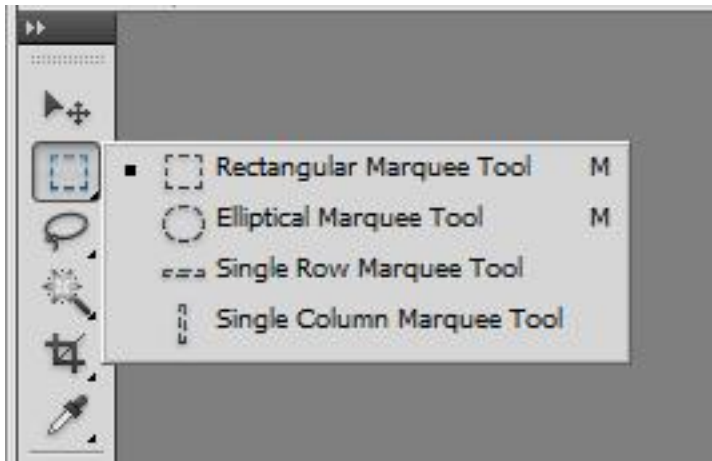 Rectangular Marquee Tool M
Elliptical Marquee Tool M
Single Row Marquee Tool
Single Column Marquee Tool